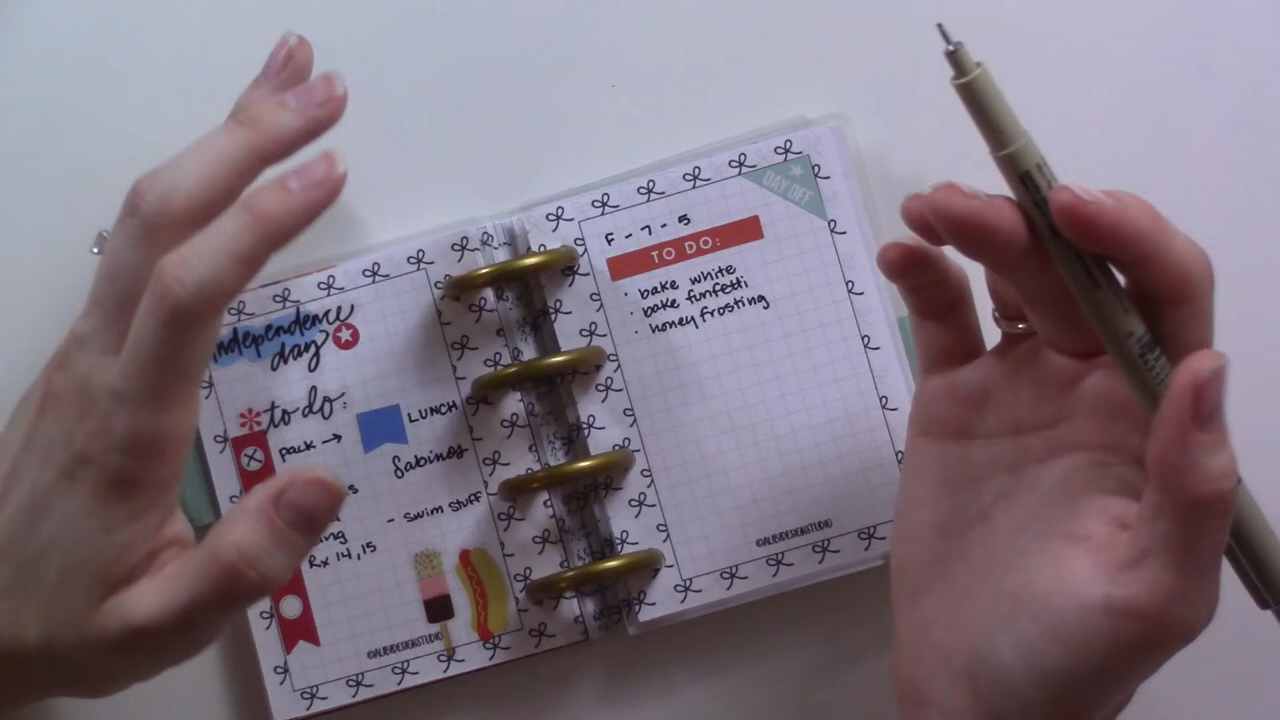 independence
day
to do:
pack →
LUNCH
Sabinos
- swim stuff
Rx 14,15
©ALIBIDESIGNSTUDIO
DAY OFF
F - 7 - 5
TO DO:
· bake white
· bake funfetti
· honey frosting
©ALIBIDESIGNSTUDIO